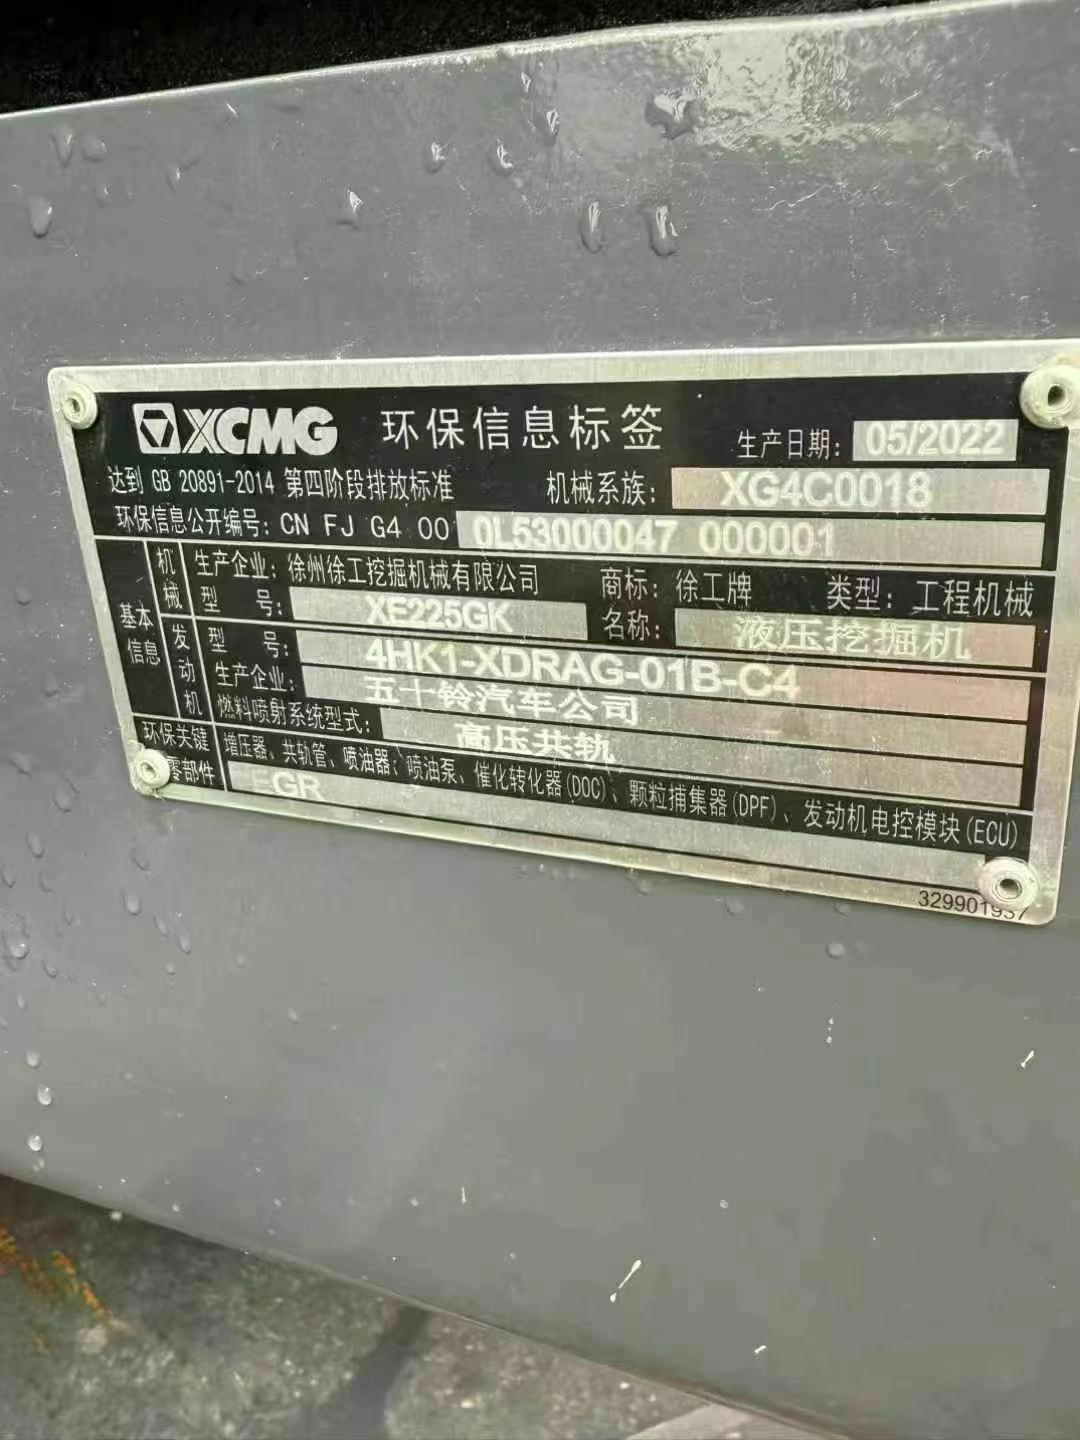 XCMG 环保信息标签 生产日期: 05/2022
达到 GB 20891-2014 第四阶段排放标准 机械系族: XG4C0018
环保信息公开编号: CN FJ G4 00 0L53000047 000001
基本信息
机械
生产企业: 徐州徐工挖掘机械有限公司 商标: 徐工牌 类型: 工程机械
型 号: XE225GK 名称: 液压挖掘机
发动机
型 号: 4HK1-XDRAG-01B-C4
生产企业: 五十铃汽车公司
燃料喷射系统型式: 高压共轨
环保关键零部件
增压器、共轨管、喷油器、喷油泵、催化转化器(DOC)、颗粒捕集器(DPF)、发动机电控模块(ECU)
EGR
329901937